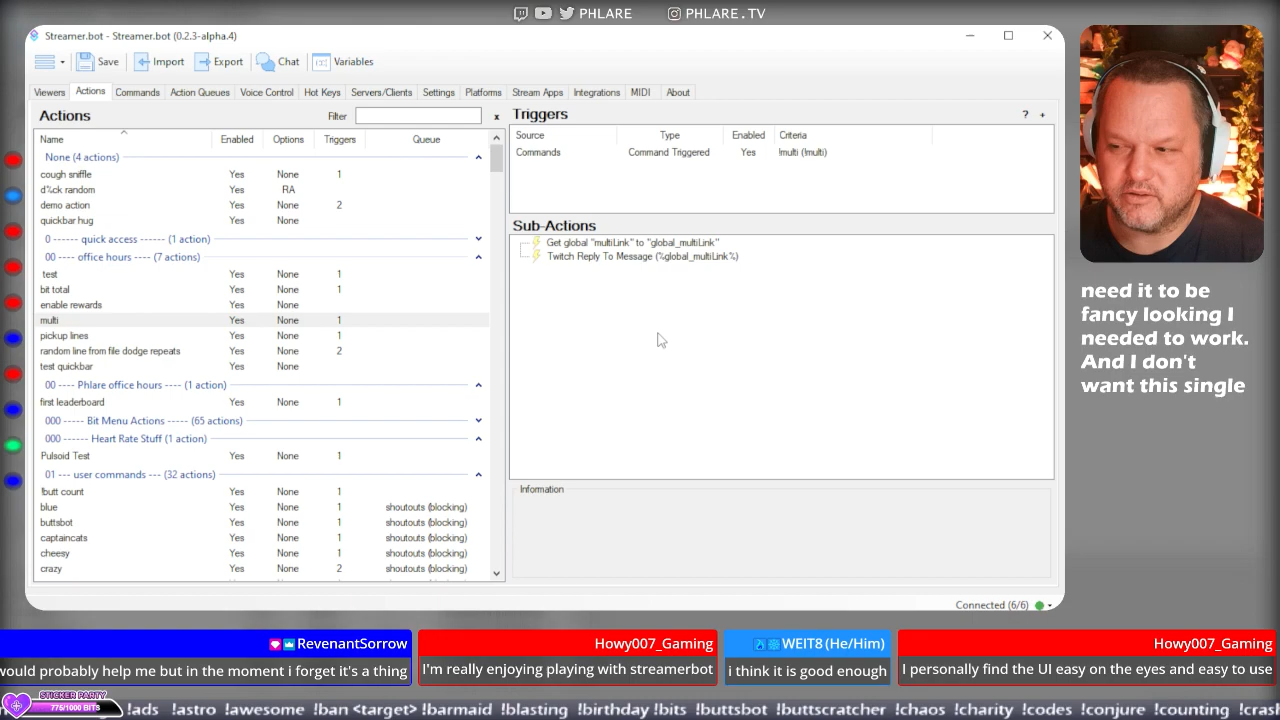 PHLARE
PHLARE.TV
Streamer.bot - Streamer.bot (0.2.3-alpha.4)
Save
Import
Export
Chat
Variables
Viewers
Actions
Commands
Action Queues
Voice Control
Hot Keys
Servers/Clients
Settings
Platforms
Stream Apps
Integrations
MIDI
About
Actions
Filter
x
Name Enabled Options Triggers Queue
None (4 actions)
cough sniffle Yes None 1
d%ck random Yes RA
demo action Yes None 2
quickbar hug Yes None
0 ------ quick access ------ (1 action)
00 ---- office hours ---- (7 actions)
test Yes None 1
bit total Yes None 1
enable rewards Yes None
multi Yes None 1
pickup lines Yes None 1
random line from file dodge repeats Yes None 2
test quickbar Yes None
00 ---- Phlare office hours ---- (1 action)
first leaderboard Yes None 1
000 ------ Bit Menu Actions ----- (65 actions)
000 ------ Heart Rate Stuff (1 action)
Pulsoid Test Yes None 1
01 --- user commands --- (32 actions)
!butt count Yes None 1
blue Yes None 1 shoutouts (blocking)
buttsbot Yes None 1 shoutouts (blocking)
captaincats Yes None 1 shoutouts (blocking)
cheesy Yes None 1 shoutouts (blocking)
crazy Yes None 2 shoutouts (blocking)
Triggers
? +
Source Type Enabled Criteria
Commands Command Triggered Yes !multi (!multi)
Sub-Actions
Get global "multiLink" to "global_multiLink"
Twitch Reply To Message (%global_multiLink%)
Information
Connected (6/6)
need it to be
fancy looking I
needed to work.
And I don't
want this single
RevenantSorrow
would probably help me but in the moment i forget it's a thing
Howy007_Gaming
I'm really enjoying playing with streamerbot
WEIT8 (He/Him)
i think it is good enough
Howy007_Gaming
I personally find the UI easy on the eyes and easy to use
STICKER PARTY
775/1000 BITS
!ads !astro !awesome !ban <target> !barmaid !blasting !birthday !bits !buttsbot !buttscratcher !chaos !charity !codes !conjure !counting !crash